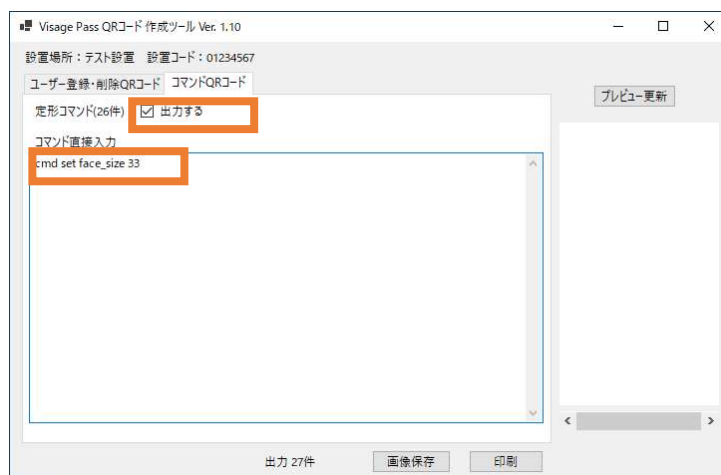 Visage Pass QRコード 作成ツール Ver. 1.10
設置場所：テスト設置 設置コード：01234567
ユーザー登録・削除QRコード コマンドQRコード
プレビュー更新
定形コマンド(26件) 出力する
コマンド直接入力
cmd set face_size 33
出力 27件 画像保存 印刷